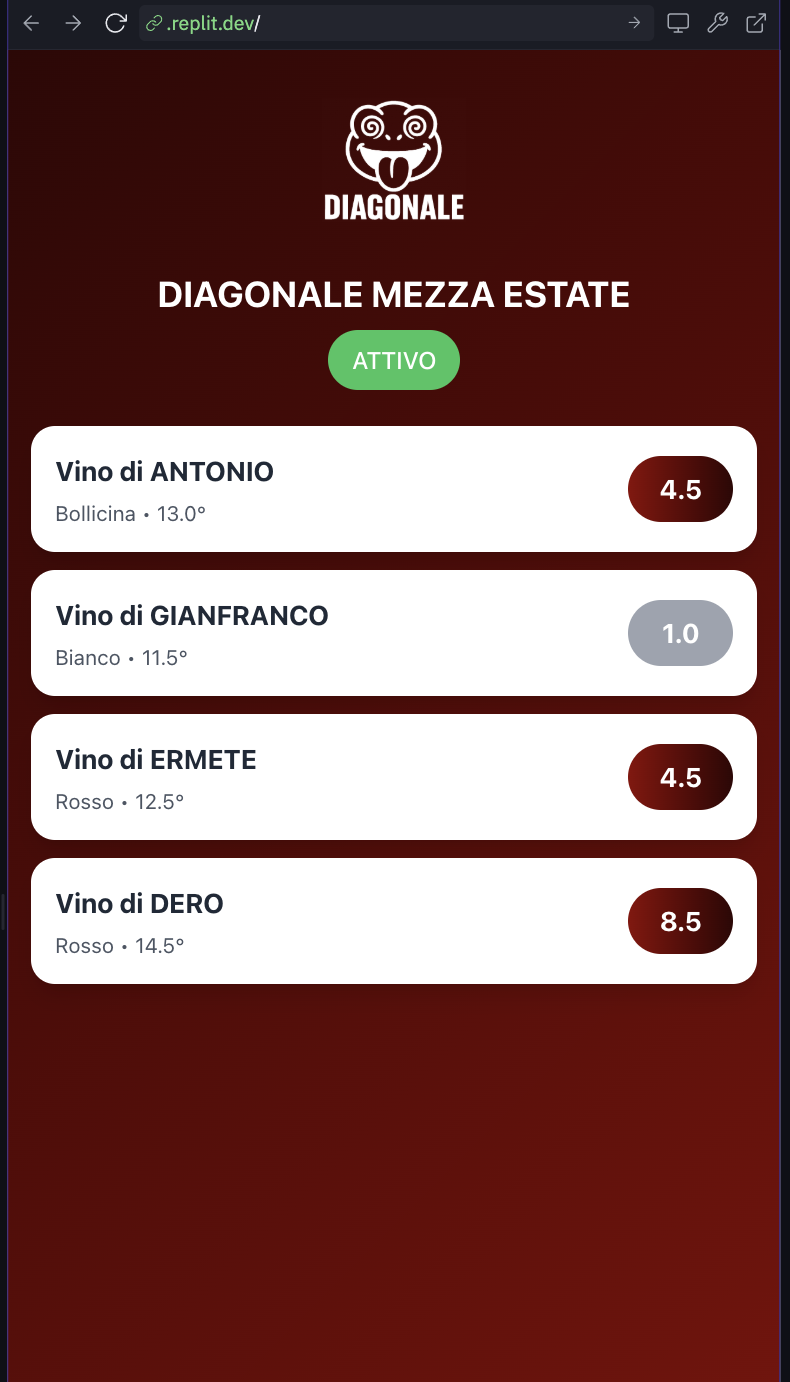 .replit.dev/
DIAGONALE
DIAGONALE MEZZA ESTATE
ATTIVO
Vino di ANTONIO
Bollicina • 13.0°
4.5
Vino di GIANFRANCO
Bianco • 11.5°
1.0
Vino di ERMETE
Rosso • 12.5°
4.5
Vino di DERO
Rosso • 14.5°
8.5